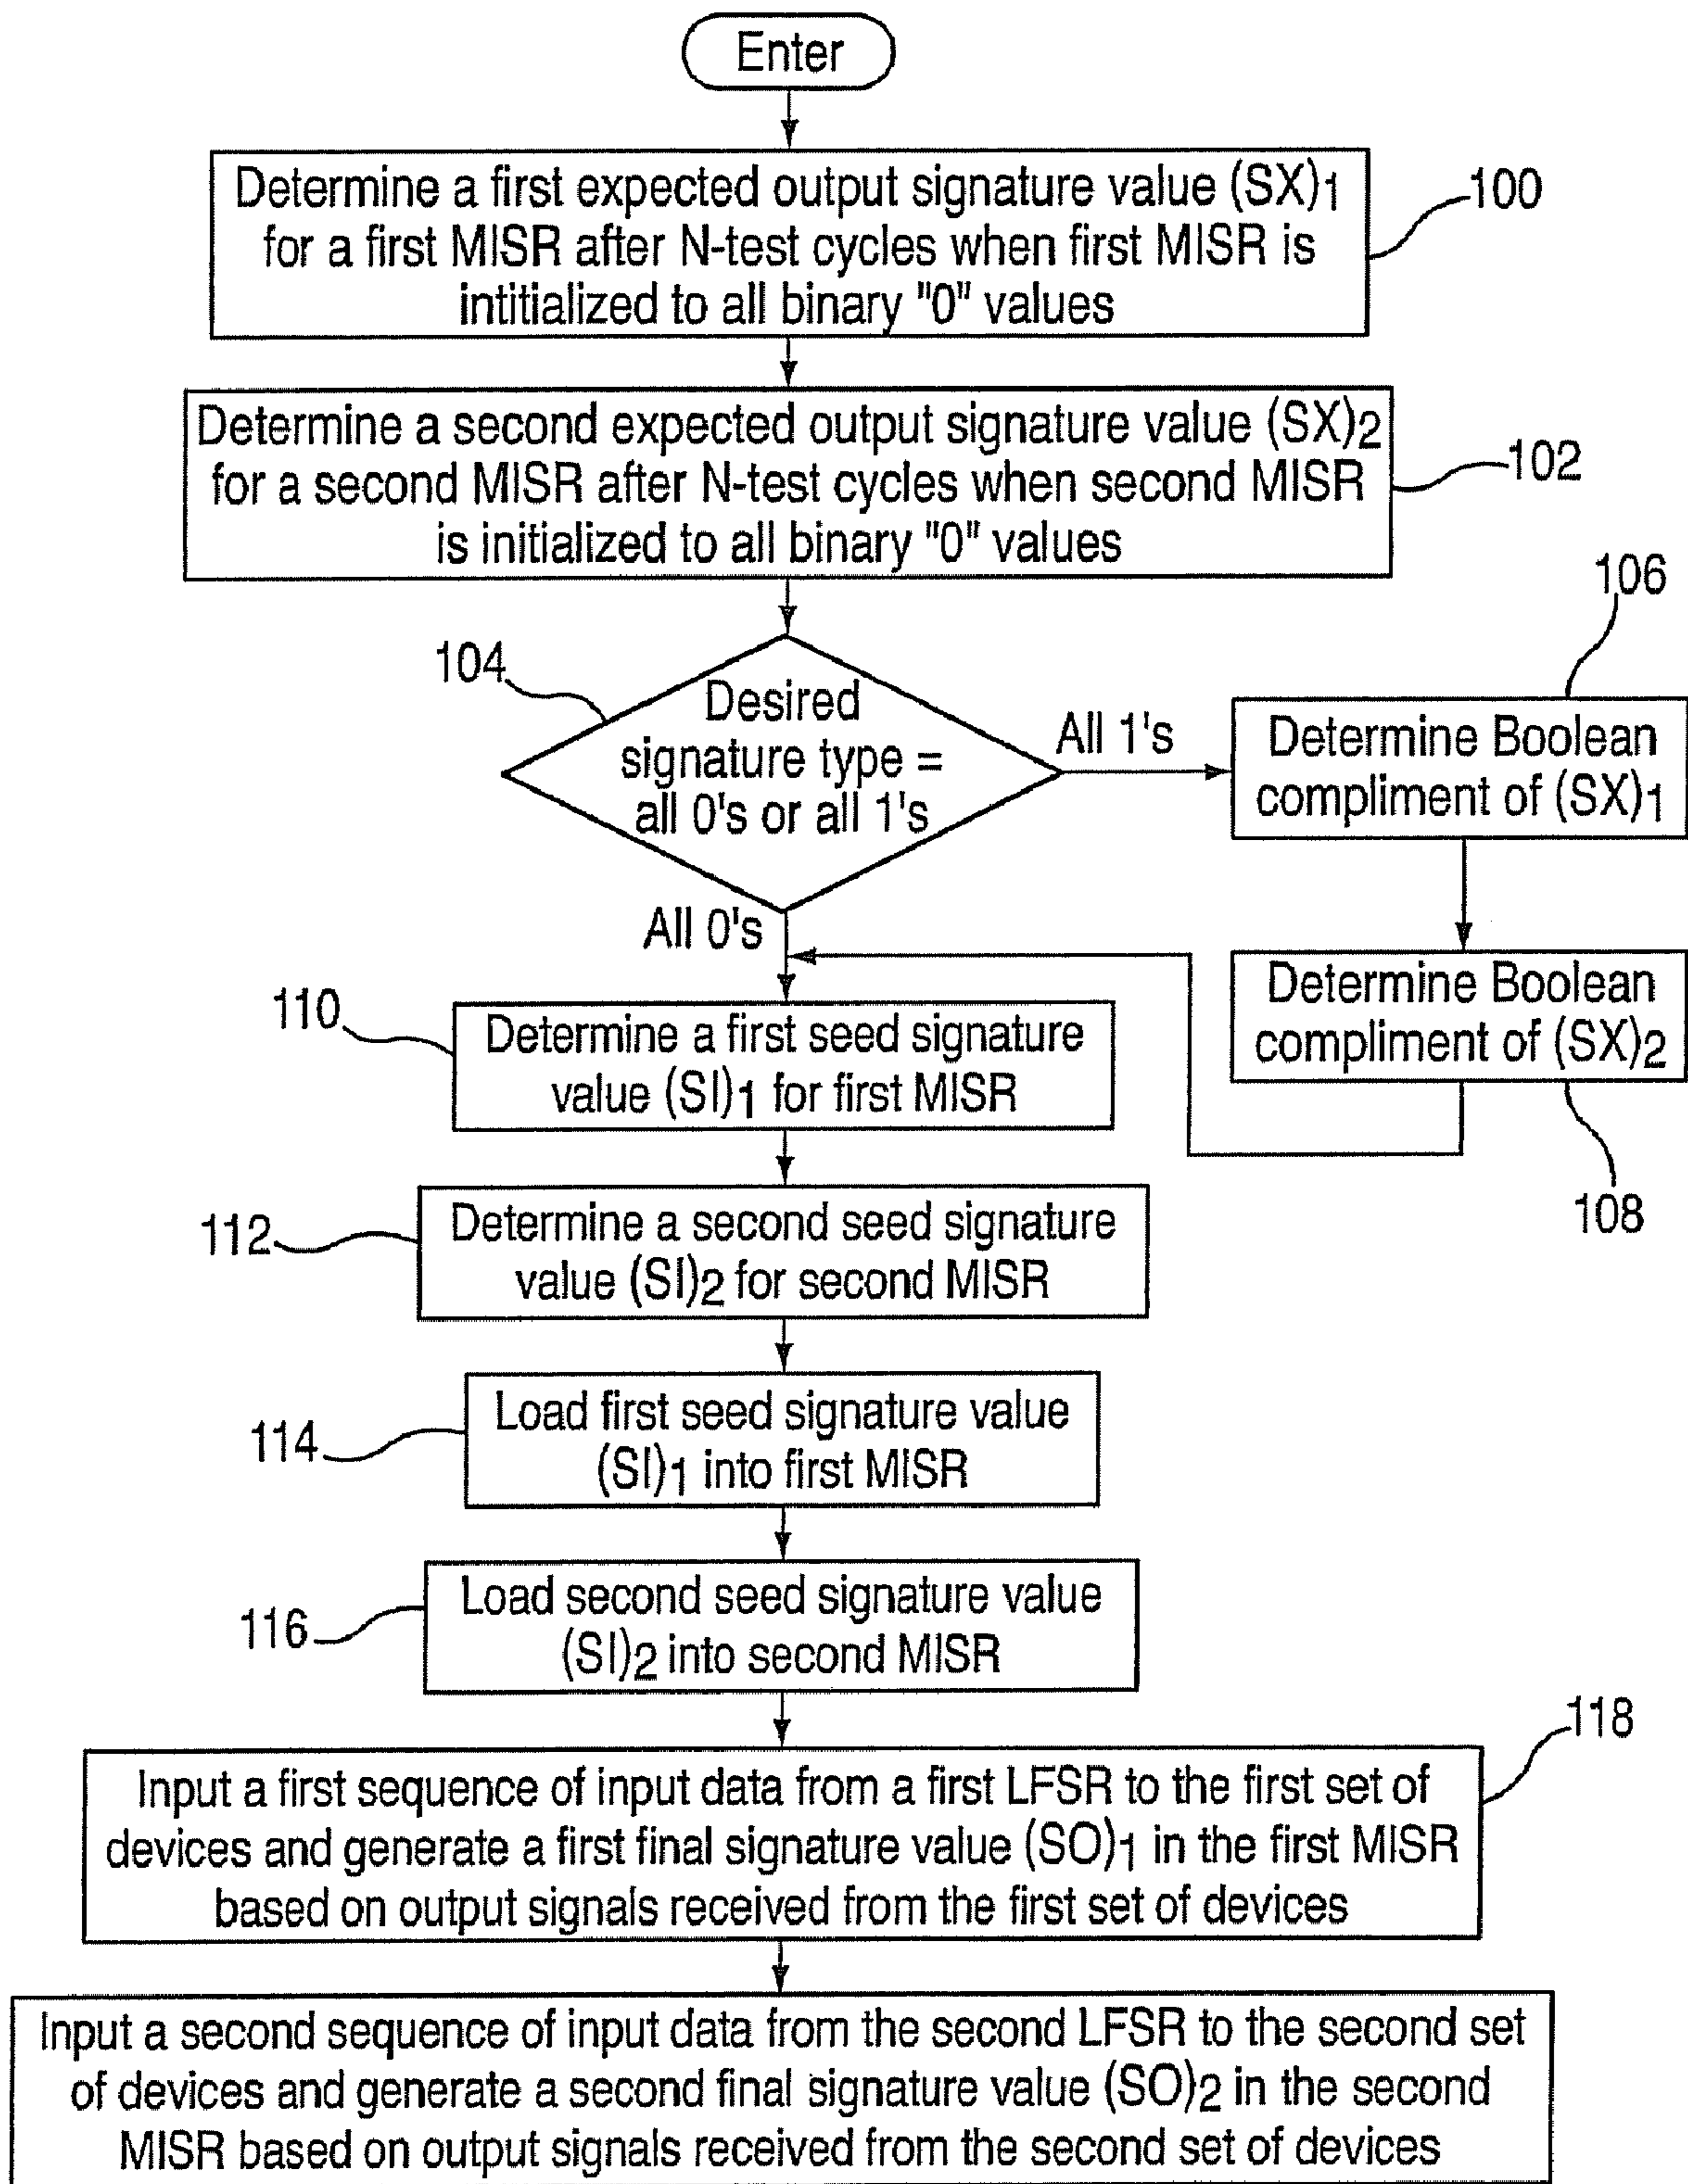 Enter
Determine a first expected output signature value (SX)1
for a first MISR after N-test cycles when first MISR is
intitialized to all binary "0" values
100
Determine a second expected output signature value (SX)2
for a second MISR after N-test cycles when second MISR
is initialized to all binary "0" values
102
104
Desired
signature type =
all 0's or all 1's
All 1's
106
Determine Boolean
compliment of (SX)1
All 0's
Determine Boolean
compliment of (SX)2
108
110
Determine a first seed signature
value (SI)1 for first MISR
112
Determine a second seed signature
value (SI)2 for second MISR
114
Load first seed signature value
(SI)1 into first MISR
116
Load second seed signature value
(SI)2 into second MISR
118
Input a first sequence of input data from a first LFSR to the first set of
devices and generate a first final signature value (SO)1 in the first MISR
based on output signals received from the first set of devices
Input a second sequence of input data from the second LFSR to the second set
of devices and generate a second final signature value (SO)2 in the second
MISR based on output signals received from the second set of devices